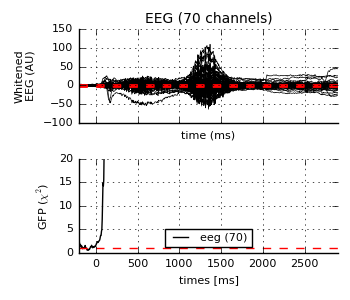 EEG (70 channels)
150
100
50
0
−50
−100
Whitened
EEG (AU)
time (ms)
20
15
10
5
0
GFP (χ²)
eeg (70)
0 500 1000 1500 2000 2500
times [ms]